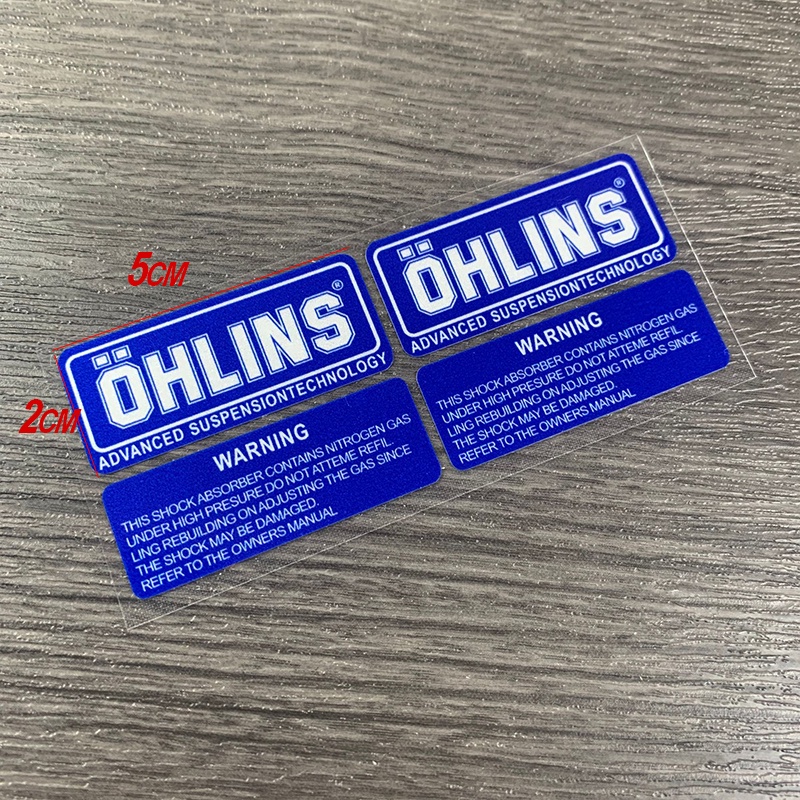 5CM
2CM
ÖHLINS®
ADVANCED SUSPENSIONTECHNOLOGY
WARNING
THIS SHOCK ABSORBER CONTAINS NITROGEN GAS
UNDER HIGH PRESURE DO NOT ATTEME REFIL.
LING REBUILDING ON ADJUSTING THE GAS SINCE
THE SHOCK MAY BE DAMAGED.
REFER TO THE OWNERS MANUAL
ÖHLINS®
ADVANCED SUSPENSIONTECHNOLOGY
WARNING
THIS SHOCK ABSORBER CONTAINS NITROGEN GAS
UNDER HIGH PRESURE DO NOT ATTEME REFIL.
LING REBUILDING ON ADJUSTING THE GAS SINCE
THE SHOCK MAY BE DAMAGED.
REFER TO THE OWNERS MANUAL